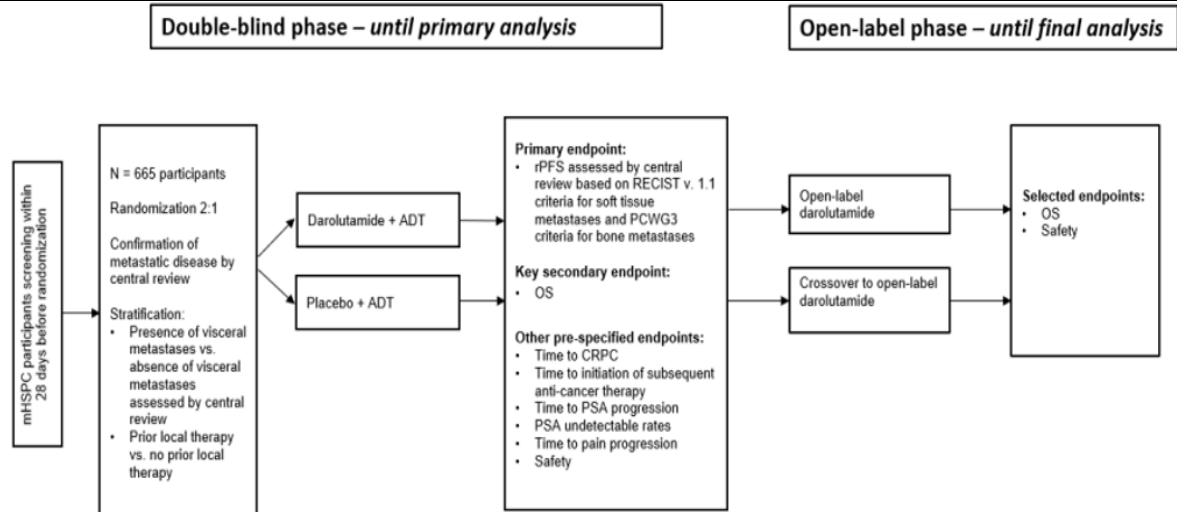 Double-blind phase – until primary analysis
Open-label phase – until final analysis
mHSPC participants screening within
28 days before randomization
N = 665 participants
Randomization 2:1
Confirmation of
metastatic disease by
central review
Stratification:
• Presence of visceral
metastases vs.
absence of visceral
metastases
assessed by central
review
• Prior local therapy
vs. no prior local
therapy
Darolutamide + ADT
Placebo + ADT
Primary endpoint:
• rPFS assessed by central
review based on RECIST v. 1.1
criteria for soft tissue
metastases and PCWG3
criteria for bone metastases
Key secondary endpoint:
• OS
Other pre-specified endpoints:
• Time to CRPC
• Time to initiation of subsequent
anti-cancer therapy
• Time to PSA progression
• PSA undetectable rates
• Time to pain progression
• Safety
Open-label
darolutamide
Crossover to open-label
darolutamide
Selected endpoints:
• OS
• Safety